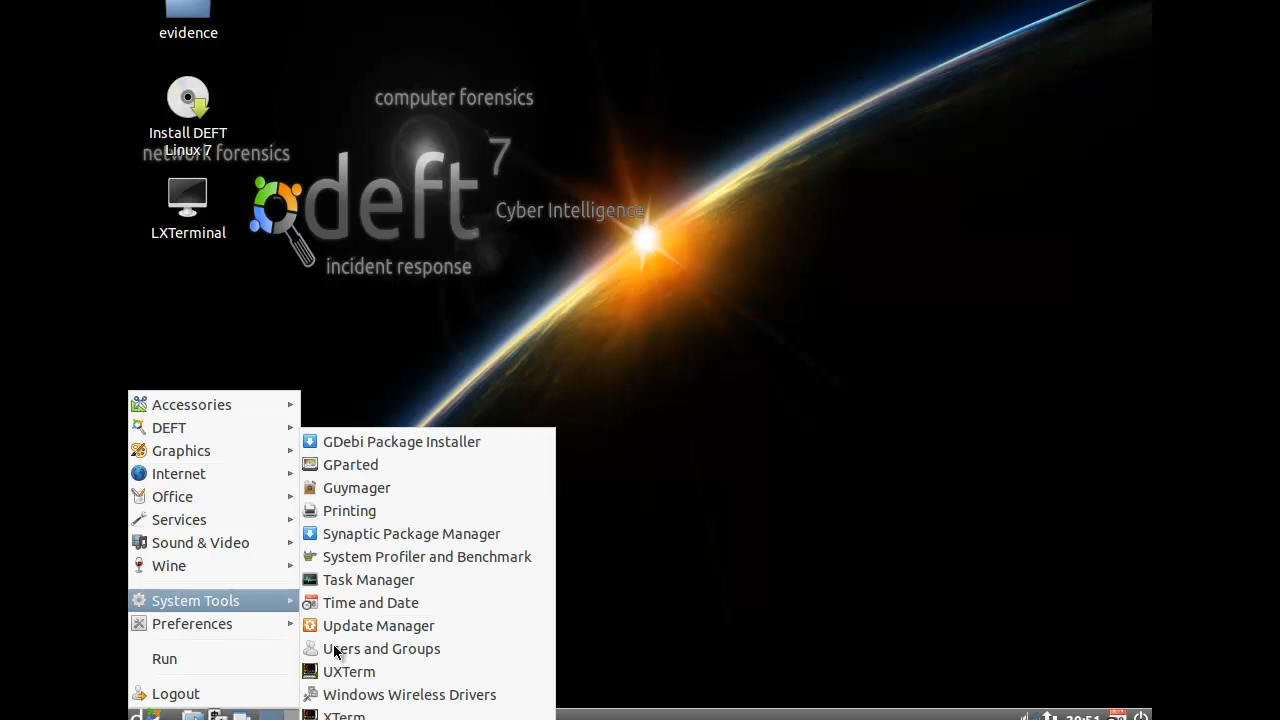 evidence
Install DEFT
Linux 7
LXTerminal
computer forensics
network forensics
deft 7
Cyber Intelligence
incident response
Accessories
DEFT
Graphics
Internet
Office
Services
Sound & Video
Wine
System Tools
Preferences
Run
Logout
GDebi Package Installer
GParted
Guymager
Printing
Synaptic Package Manager
System Profiler and Benchmark
Task Manager
Time and Date
Update Manager
Users and Groups
UXTerm
Windows Wireless Drivers
XTerm
20:51